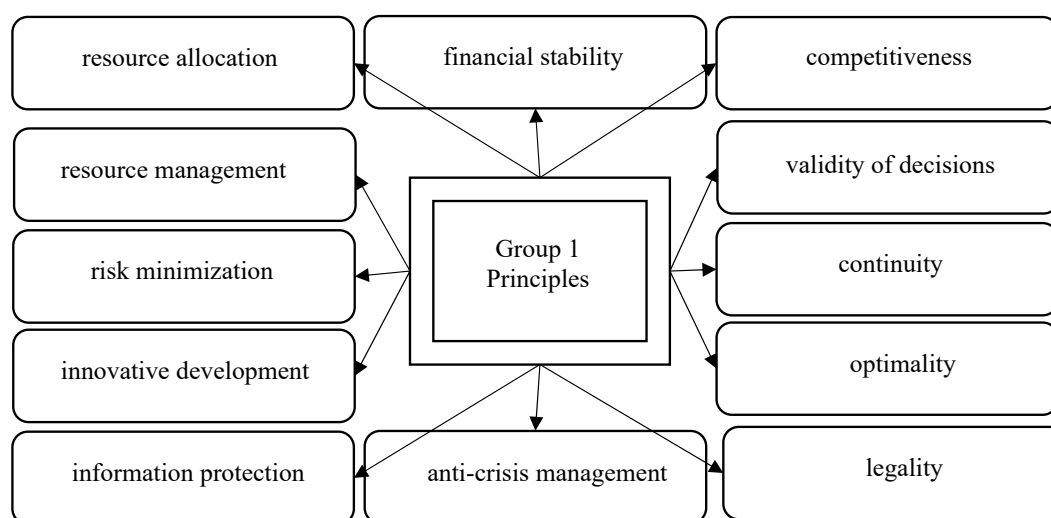 resource allocation
financial stability
competitiveness
resource management
validity of decisions
Group 1
Principles
risk minimization
continuity
innovative development
optimality
information protection
anti-crisis management
legality